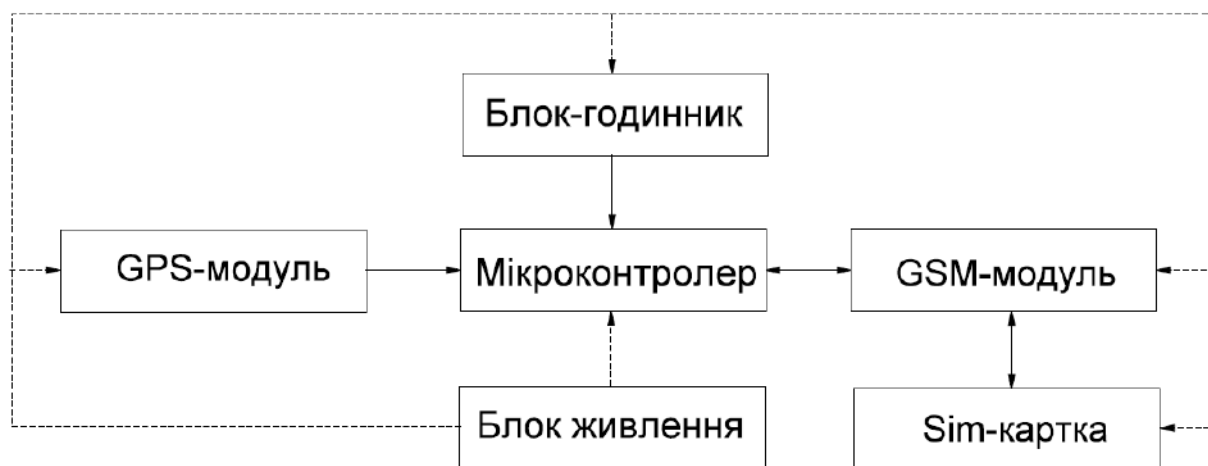 Блок-годинник
GPS-модуль
Мікроконтролер
GSM-модуль
Блок живлення
Sim-картка